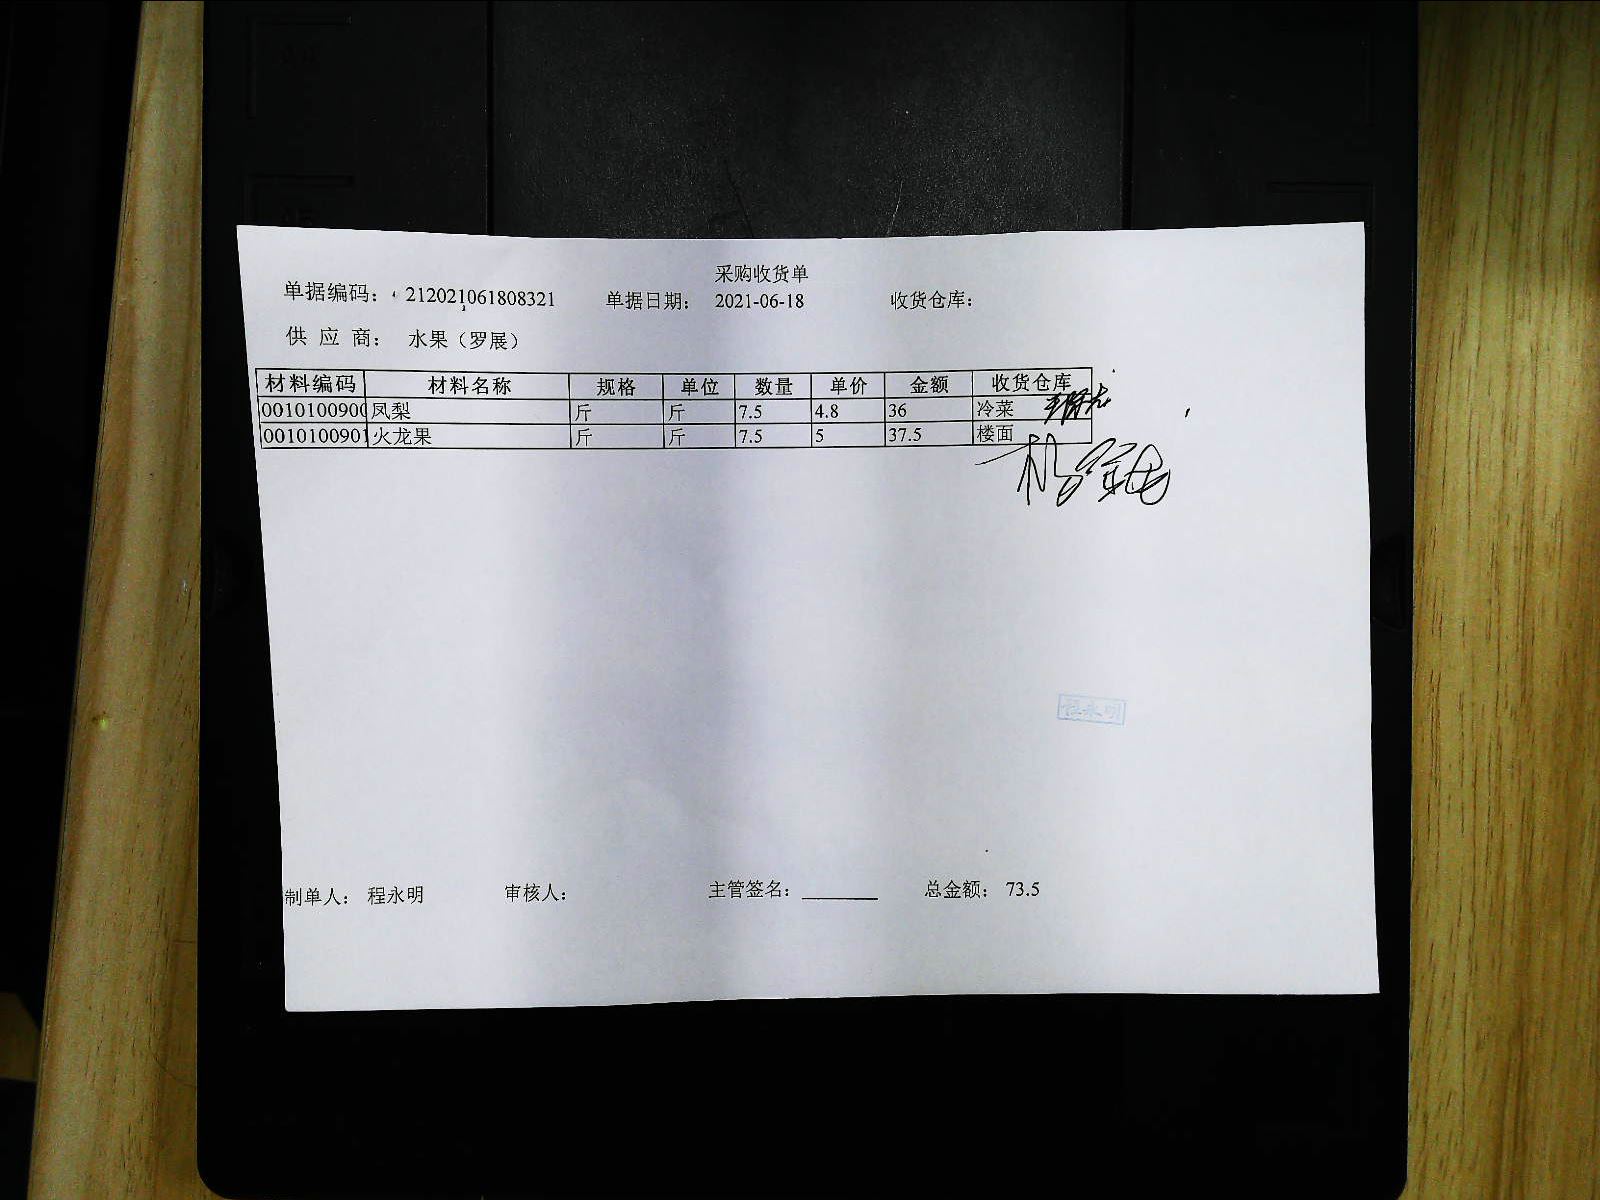 采购收货单
单据编码： 212021061808321 单据日期： 2021-06-18 收货仓库：
供 应 商： 水果（罗展）
材料编码 材料名称 规格 单位 数量 单价 金额 收货仓库
0010100900 凤梨 斤 斤 7.5 4.8 36 冷菜
0010100901 火龙果 斤 斤 7.5 5 37.5 楼面
程永明
制单人： 程永明 审核人： 主管签名： 总金额： 73.5